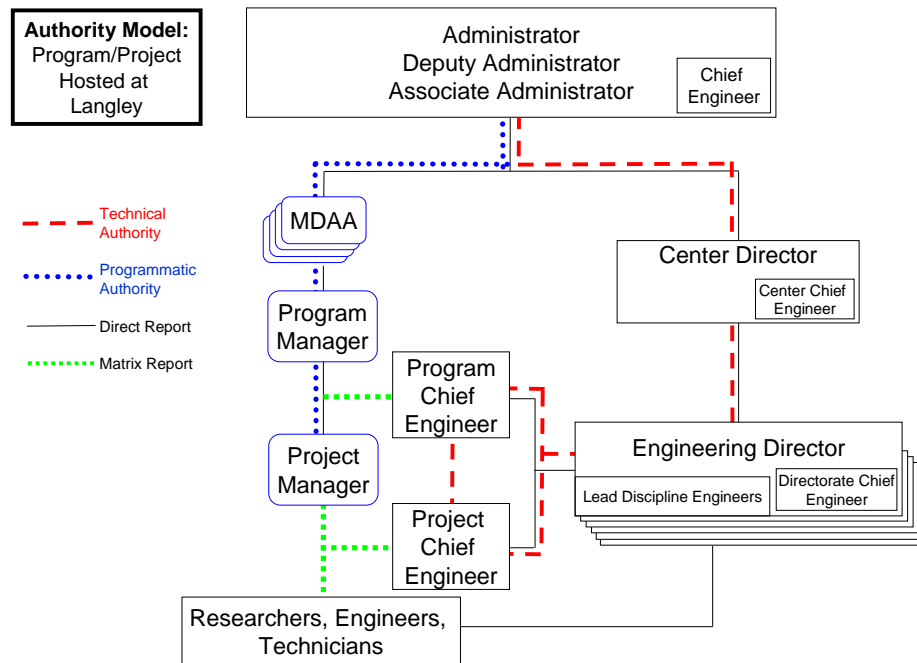 Authority Model:
Program/Project
Hosted at
Langley
Administrator
Deputy Administrator
Associate Administrator
Chief
Engineer
Technical
Authority
Programmatic
Authority
Direct Report
Matrix Report
MDAA
Center Director
Center Chief
Engineer
Program
Manager
Program
Chief
Engineer
Engineering Director
Lead Discipline Engineers
Directorate Chief
Engineer
Project
Manager
Project
Chief
Engineer
Researchers, Engineers,
Technicians